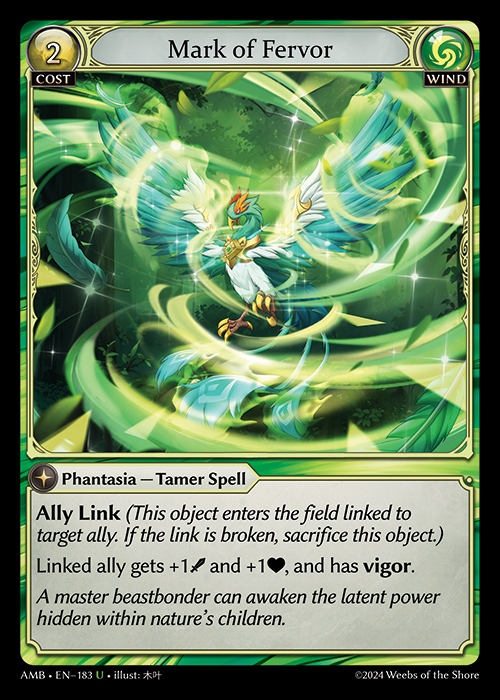 2
COST
Mark of Fervor
WIND
Phantasia — Tamer Spell
Ally Link (This object enters the field linked to
target ally. If the link is broken, sacrifice this object.)
Linked ally gets +1 and +1, and has vigor.
A master beastbonder can awaken the latent power
hidden within nature's children.
AMB • EN–183 U • illust: 木叶
©2024 Weebs of the Shore